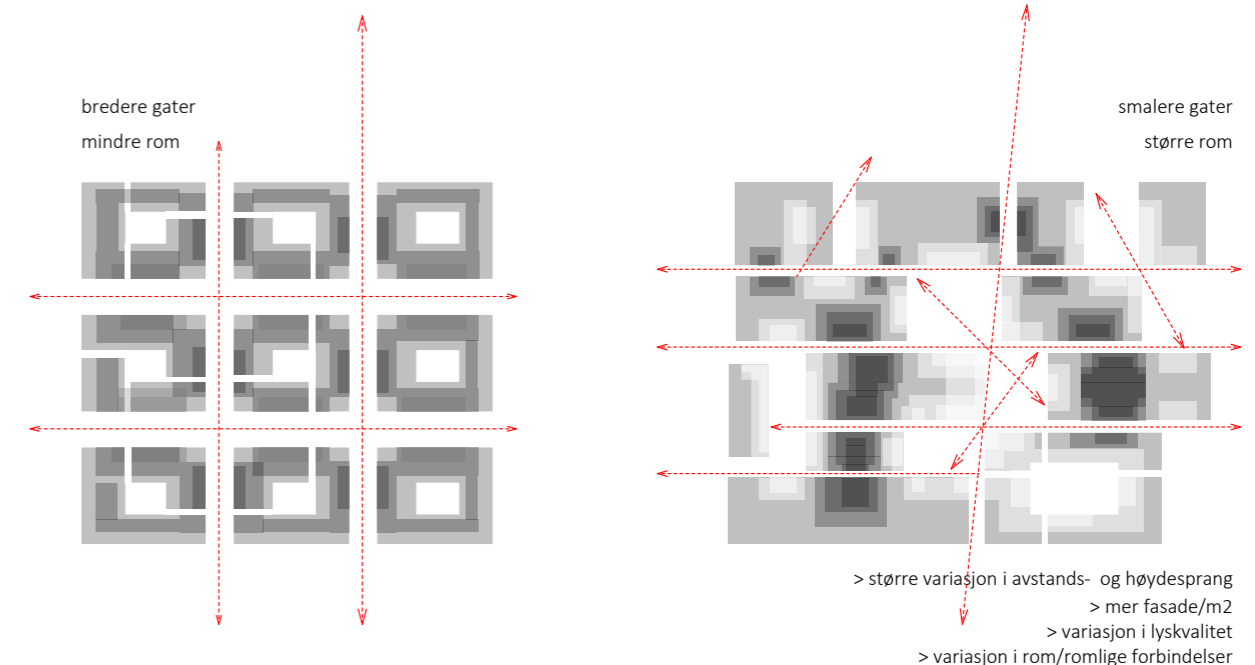 bredere gater
mindre rom
smalere gater
større rom
> større variasjon i avstands- og høydesprang
> mer fasade/m2
> variasjon i lyskvalitet
> variasjon i rom/romlige forbindelser